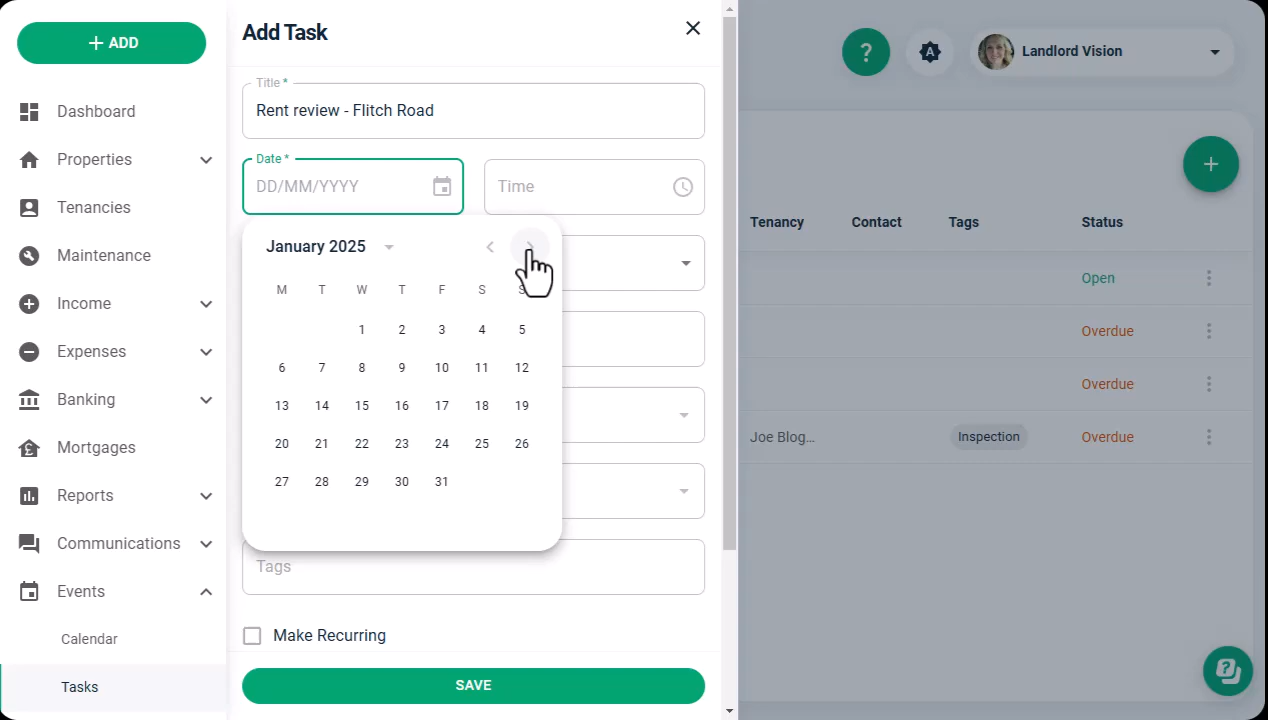 + ADD
Dashboard
Properties
Tenancies
Maintenance
Income
Expenses
Banking
Mortgages
Reports
Communications
Events
Calendar
Tasks
Add Task
Title *
Rent review - Flitch Road
Date *
DD/MM/YYYY
Time
January 2025
M T W T F S S
1 2 3 4 5
6 7 8 9 10 11 12
13 14 15 16 17 18 19
20 21 22 23 24 25 26
27 28 29 30 31
Tags
Make Recurring
SAVE
? A Landlord Vision
+
Tenancy Contact Tags Status
Open
Overdue
Overdue
Joe Blog... Inspection Overdue
?